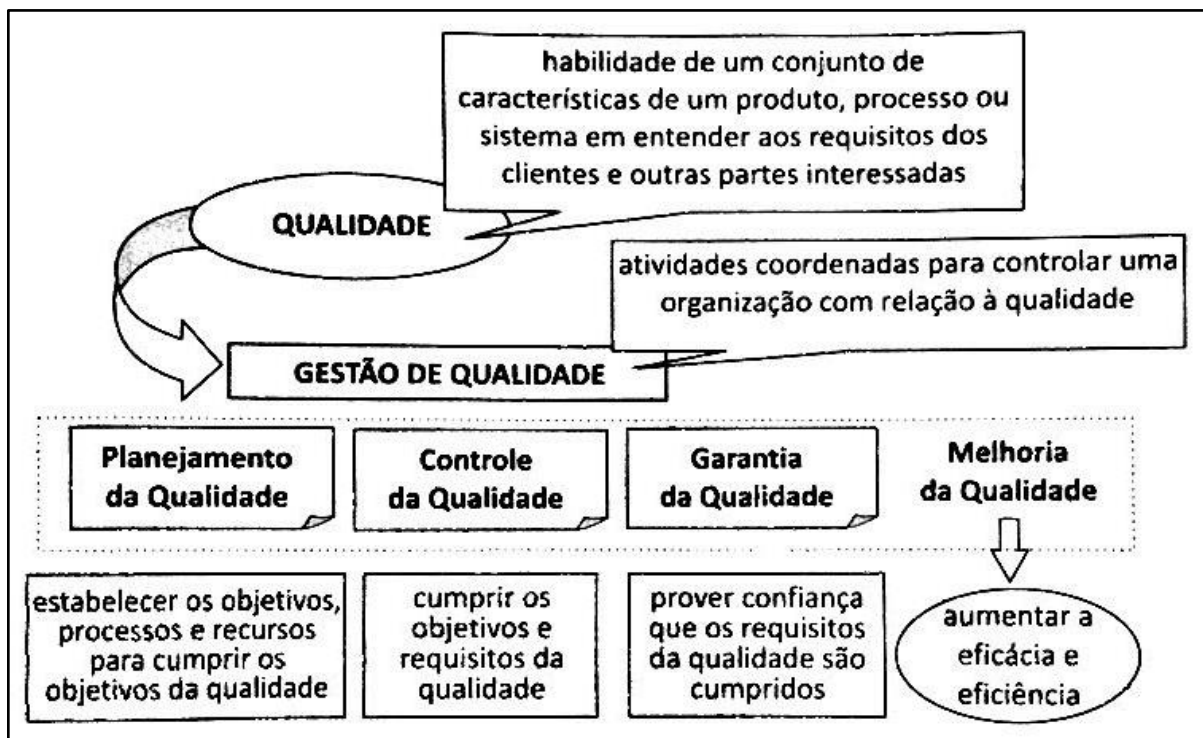 habilidade de um conjunto de
características de um produto, processo ou
sistema em entender aos requisitos dos
clientes e outras partes interessadas
QUALIDADE
atividades coordenadas para controlar uma
organização com relação à qualidade
GESTÃO DE QUALIDADE
Planejamento
da Qualidade
Controle
da Qualidade
Garantia
da Qualidade
Melhoria
da Qualidade
estabelecer os objetivos,
processos e recursos
para cumprir os
objetivos da qualidade
cumprir os
objetivos e
requisitos da
qualidade
prover confiança
que os requisitos
da qualidade são
cumpridos
aumentar a
eficácia e
eficiência